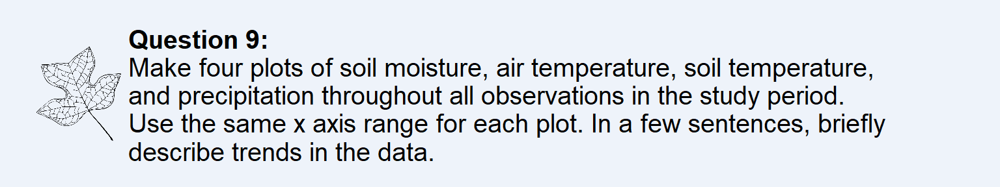 Question 9:
Make four plots of soil moisture, air temperature, soil temperature,
and precipitation throughout all observations in the study period.
Use the same x axis range for each plot. In a few sentences, briefly
describe trends in the data.